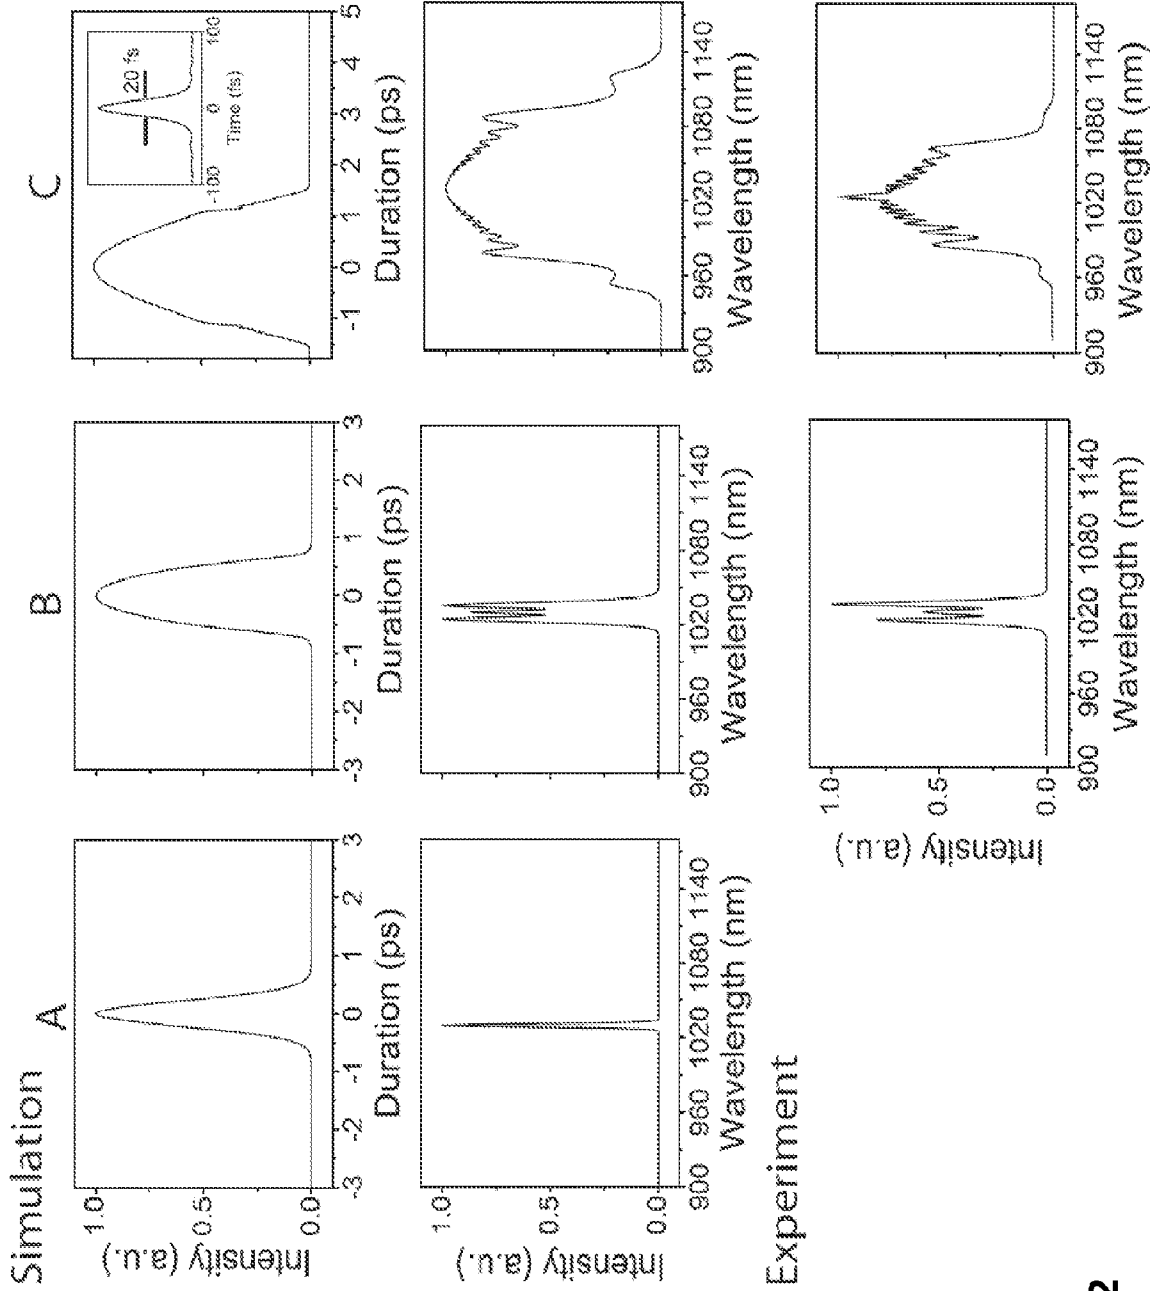 Simulation
A
B
C
Intensity (a.u.)
1.0
0.5
0.0
-3 -2 -1 0 1 2 3
Duration (ps)
-3 -2 -1 0 1 2 3
Duration (ps)
20 fs
-100 0 100
Time (fs)
-1 0 1 2 3 4 5
Duration (ps)
Intensity (a.u.)
1.0
0.5
0.0
900 960 1020 1080 1140
Wavelength (nm)
900 960 1020 1080 1140
Wavelength (nm)
900 960 1020 1080 1140
Wavelength (nm)
Experiment
Intensity (a.u.)
1.0
0.5
0.0
900 960 1020 1080 1140
Wavelength (nm)
900 960 1020 1080 1140
Wavelength (nm)
2